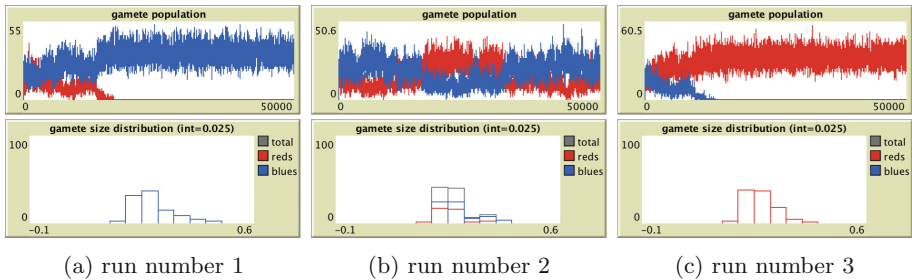 gamete population
55
0
0
50000
gamete population
50.6
0
0
50000
gamete population
60.5
0
0
50000
gamete size distribution (int=0.025)
100
0
-0.1
0.6
total
reds
blues
gamete size distribution (int=0.025)
100
0
-0.1
0.6
total
reds
blues
gamete size distribution (int=0.025)
100
0
-0.1
0.6
total
reds
blues
(a) run number 1
(b) run number 2
(c) run number 3